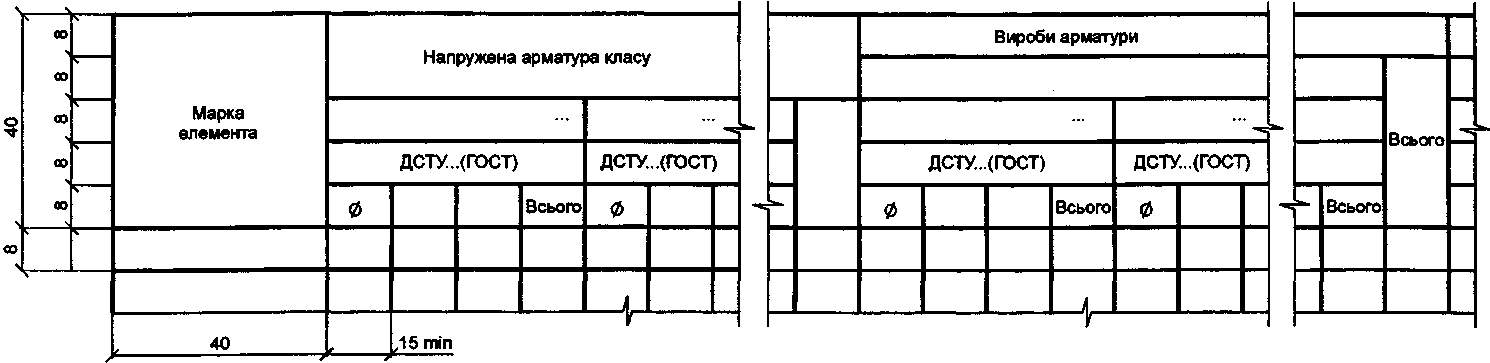 8
Вироби арматури
Напружена арматура класу
8
40
8
Марка
елемента
...
...
...
...
8
ДСТУ...(ГОСТ)
ДСТУ...(ГОСТ)
ДСТУ...(ГОСТ)
ДСТУ...(ГОСТ)
Всього
8
Ø
Всього
Ø
Ø
Всього
Ø
Всього
8
40
15 min